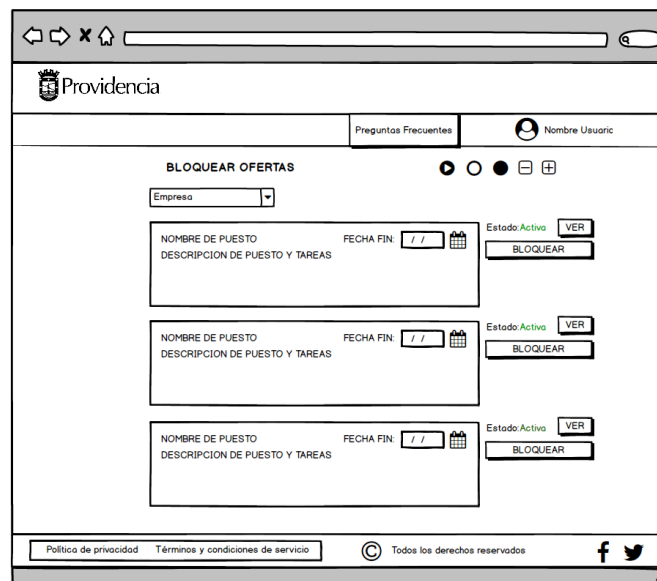 Providencia
Preguntas Frecuentes
Nombre Usuaric
BLOQUEAR OFERTAS
Empresa
NOMBRE DE PUESTO FECHA FIN: / /
DESCRIPCION DE PUESTO Y TAREAS
Estado:Activa VER
BLOQUEAR
NOMBRE DE PUESTO FECHA FIN: / /
DESCRIPCION DE PUESTO Y TAREAS
Estado:Activa VER
BLOQUEAR
NOMBRE DE PUESTO FECHA FIN: / /
DESCRIPCION DE PUESTO Y TAREAS
Estado:Activa VER
BLOQUEAR
Política de privacidad Términos y condiciones de servicio © Todos los derechos reservados